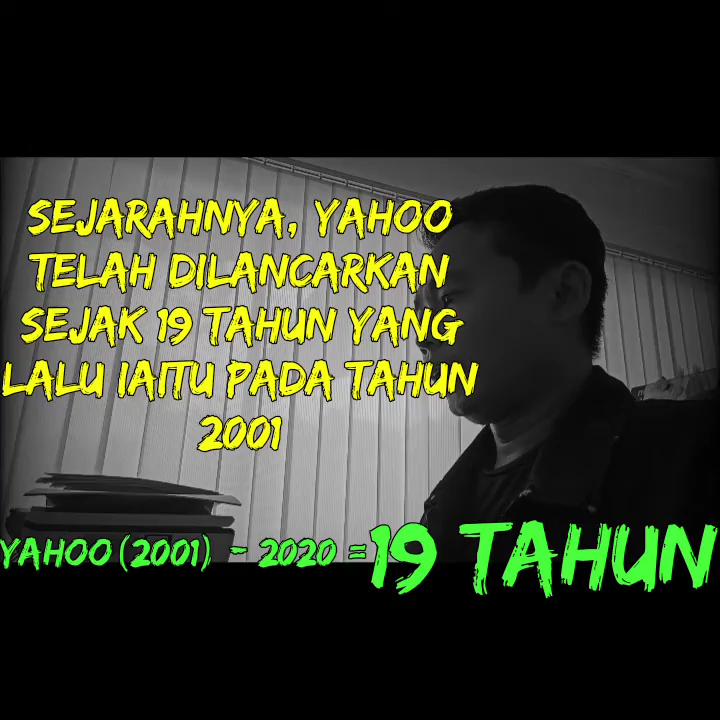 SEJARAHNYA, YAHOO
TELAH DILANCARKAN
SEJAK 19 TAHUN YANG
LALU IAITU PADA TAHUN
2001
YAHOO (2001) - 2020 = 19 TAHUN